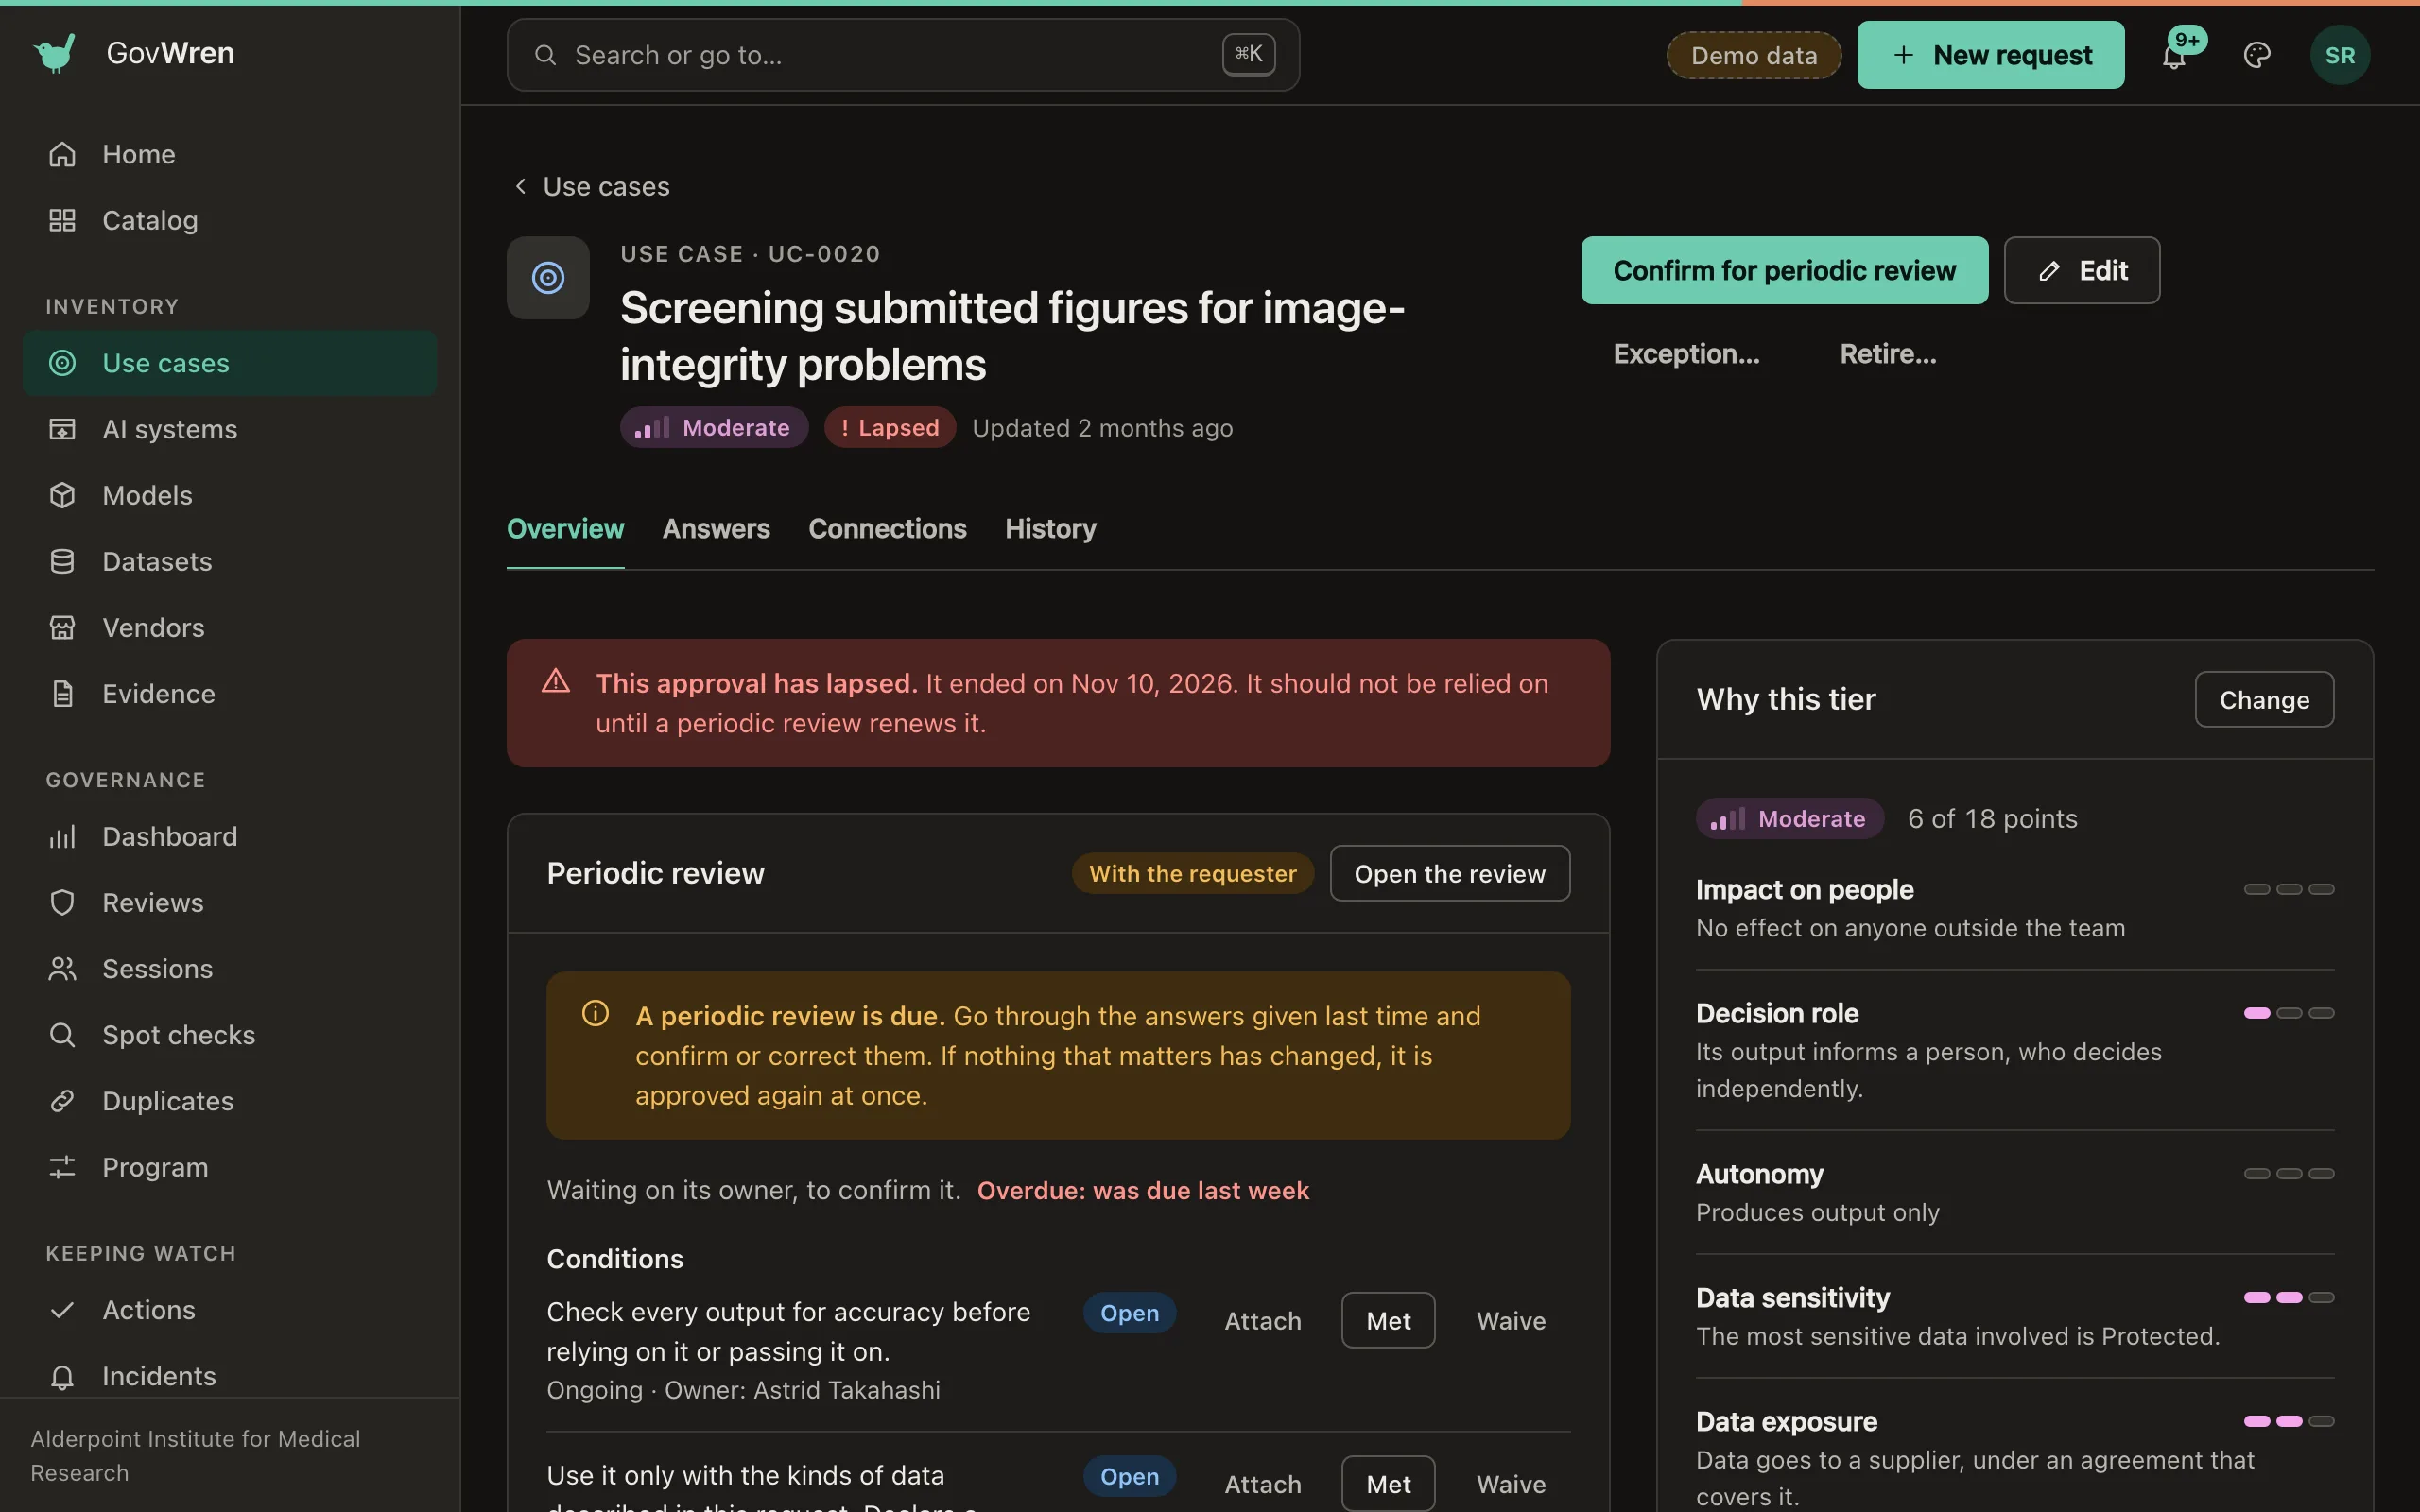 GovWren
Search or go to...
⌘K
Demo data
New request
9+
SR
Home
Catalog
INVENTORY
Use cases
AI systems
Models
Datasets
Vendors
Evidence
GOVERNANCE
Dashboard
Reviews
Sessions
Spot checks
Duplicates
Program
KEEPING WATCH
Actions
Incidents
Alderpoint Institute for Medical
Research
Use cases
USE CASE · UC-0020
Screening submitted figures for image-
integrity problems
Moderate
! Lapsed
Updated 2 months ago
Confirm for periodic review
Edit
Exception...
Retire...
Overview
Answers
Connections
History
This approval has lapsed. It ended on Nov 10, 2026. It should not be relied on
until a periodic review renews it.
Periodic review
With the requester
Open the review
A periodic review is due. Go through the answers given last time and
confirm or correct them. If nothing that matters has changed, it is
approved again at once.
Waiting on its owner, to confirm it. Overdue: was due last week
Conditions
Check every output for accuracy before
relying on it or passing it on.
Ongoing · Owner: Astrid Takahashi
Open
Attach
Met
Waive
Use it only with the kinds of data
described in this request. Declare a
Open
Attach
Met
Waive
Why this tier
Change
Moderate
6 of 18 points
Impact on people
No effect on anyone outside the team
Decision role
Its output informs a person, who decides
independently.
Autonomy
Produces output only
Data sensitivity
The most sensitive data involved is Protected.
Data exposure
Data goes to a supplier, under an agreement that
covers it.